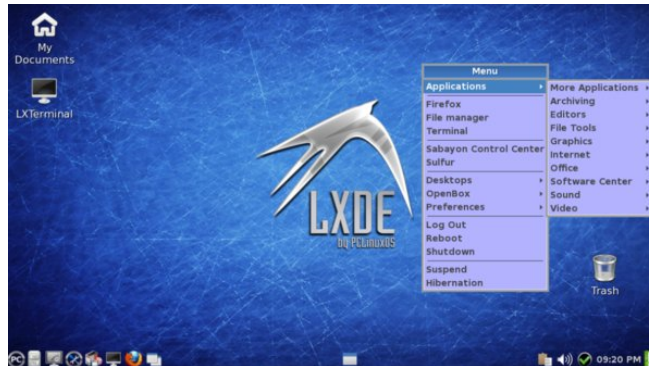 My
Documents
LXTerminal
LXDE
by PCLinuxOS
Menu
Applications
Firefox
File manager
Terminal
Sabayon Control Center
Sulfur
Desktops
OpenBox
Preferences
Log Out
Reboot
Shutdown
Suspend
Hibernation
More Applications
Archiving
Editors
File Tools
Graphics
Internet
Office
Software Center
Sound
Video
Trash
PC
09:20 PM